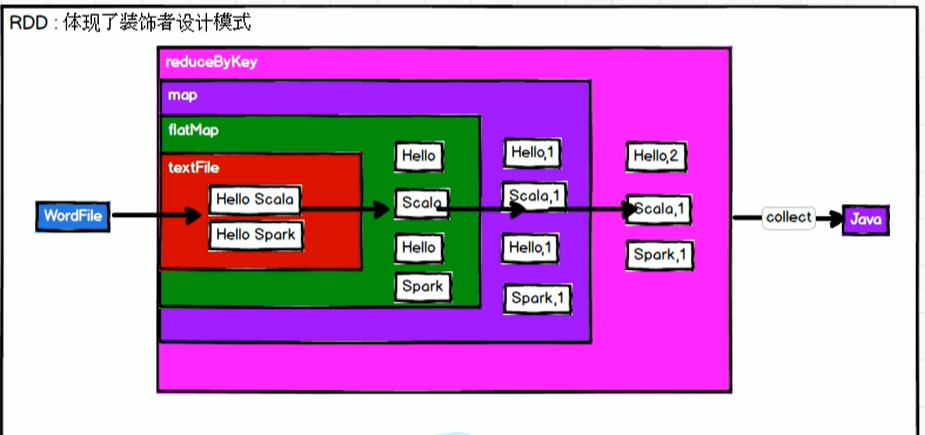 RDD : 体现了装饰者设计模式
reduceByKey
map
flatMap
textFile
WordFile
Hello Scala
Hello Spark
Hello
Scala
Hello
Spark
Hello,1
Scala,1
Hello,1
Spark,1
Hello,2
Scala,1
Spark,1
collect
Java